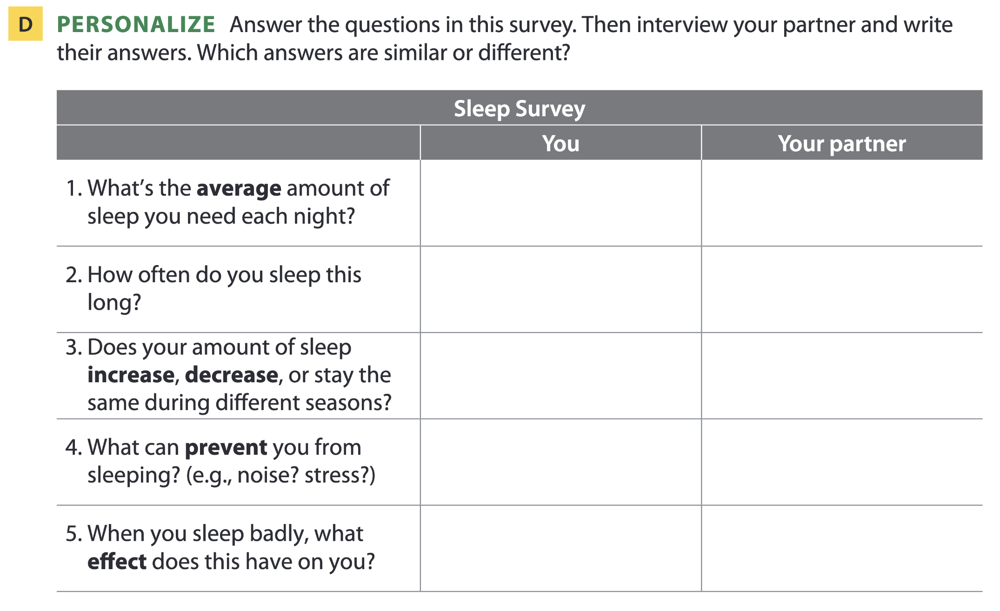 D PERSONALIZE Answer the questions in this survey. Then interview your partner and write
their answers. Which answers are similar or different?
Sleep Survey
You Your partner
1. What's the average amount of
sleep you need each night?
2. How often do you sleep this
long?
3. Does your amount of sleep
increase, decrease, or stay the
same during different seasons?
4. What can prevent you from
sleeping? (e.g., noise? stress?)
5. When you sleep badly, what
effect does this have on you?